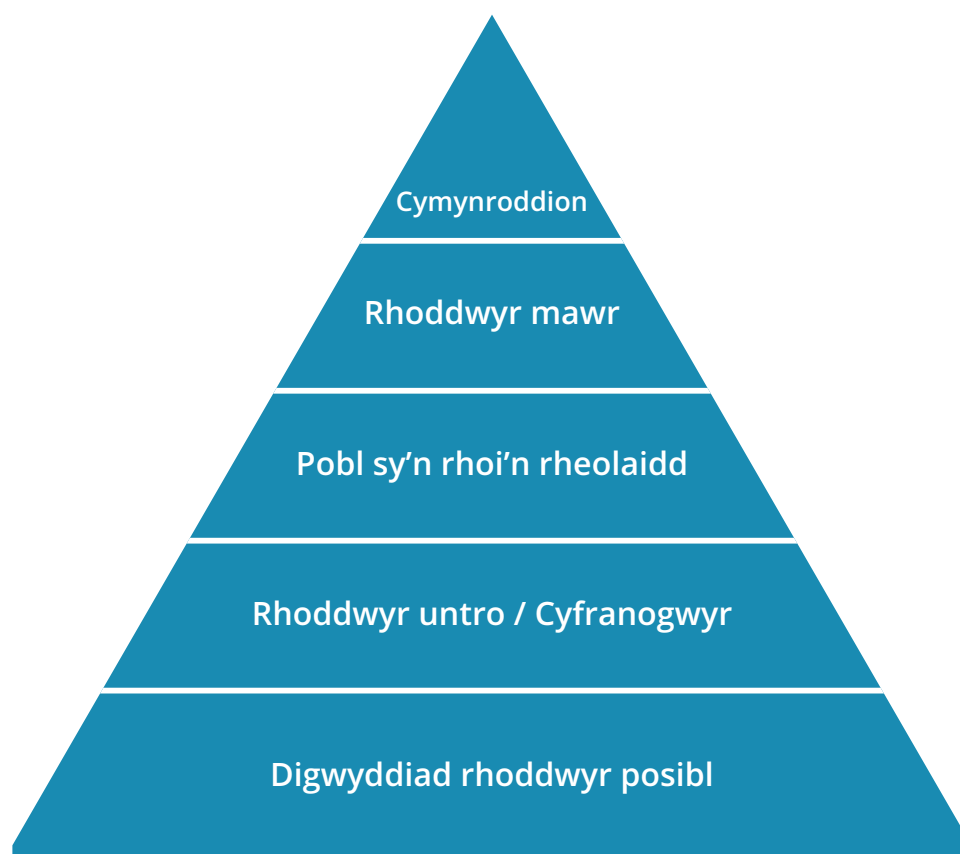 Cymynroddion
Rhoddwyr mawr
Pobl sy’n rhoi’n rheolaidd
Rhoddwyr untro / Cyfranogwyr
Digwyddiad rhoddwyr posibl